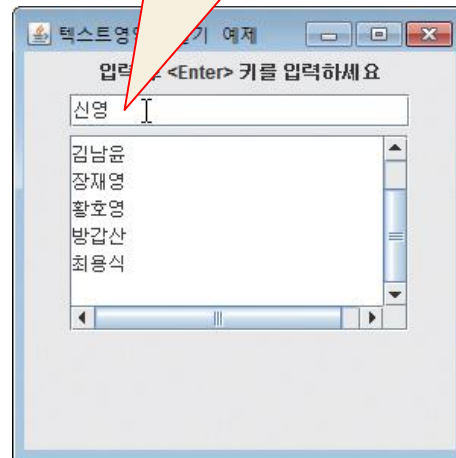 텍스트영 기 예제
입력 <Enter> 키를 입력하세요
신영
김남윤
장재영
황호영
방갑산
최용식